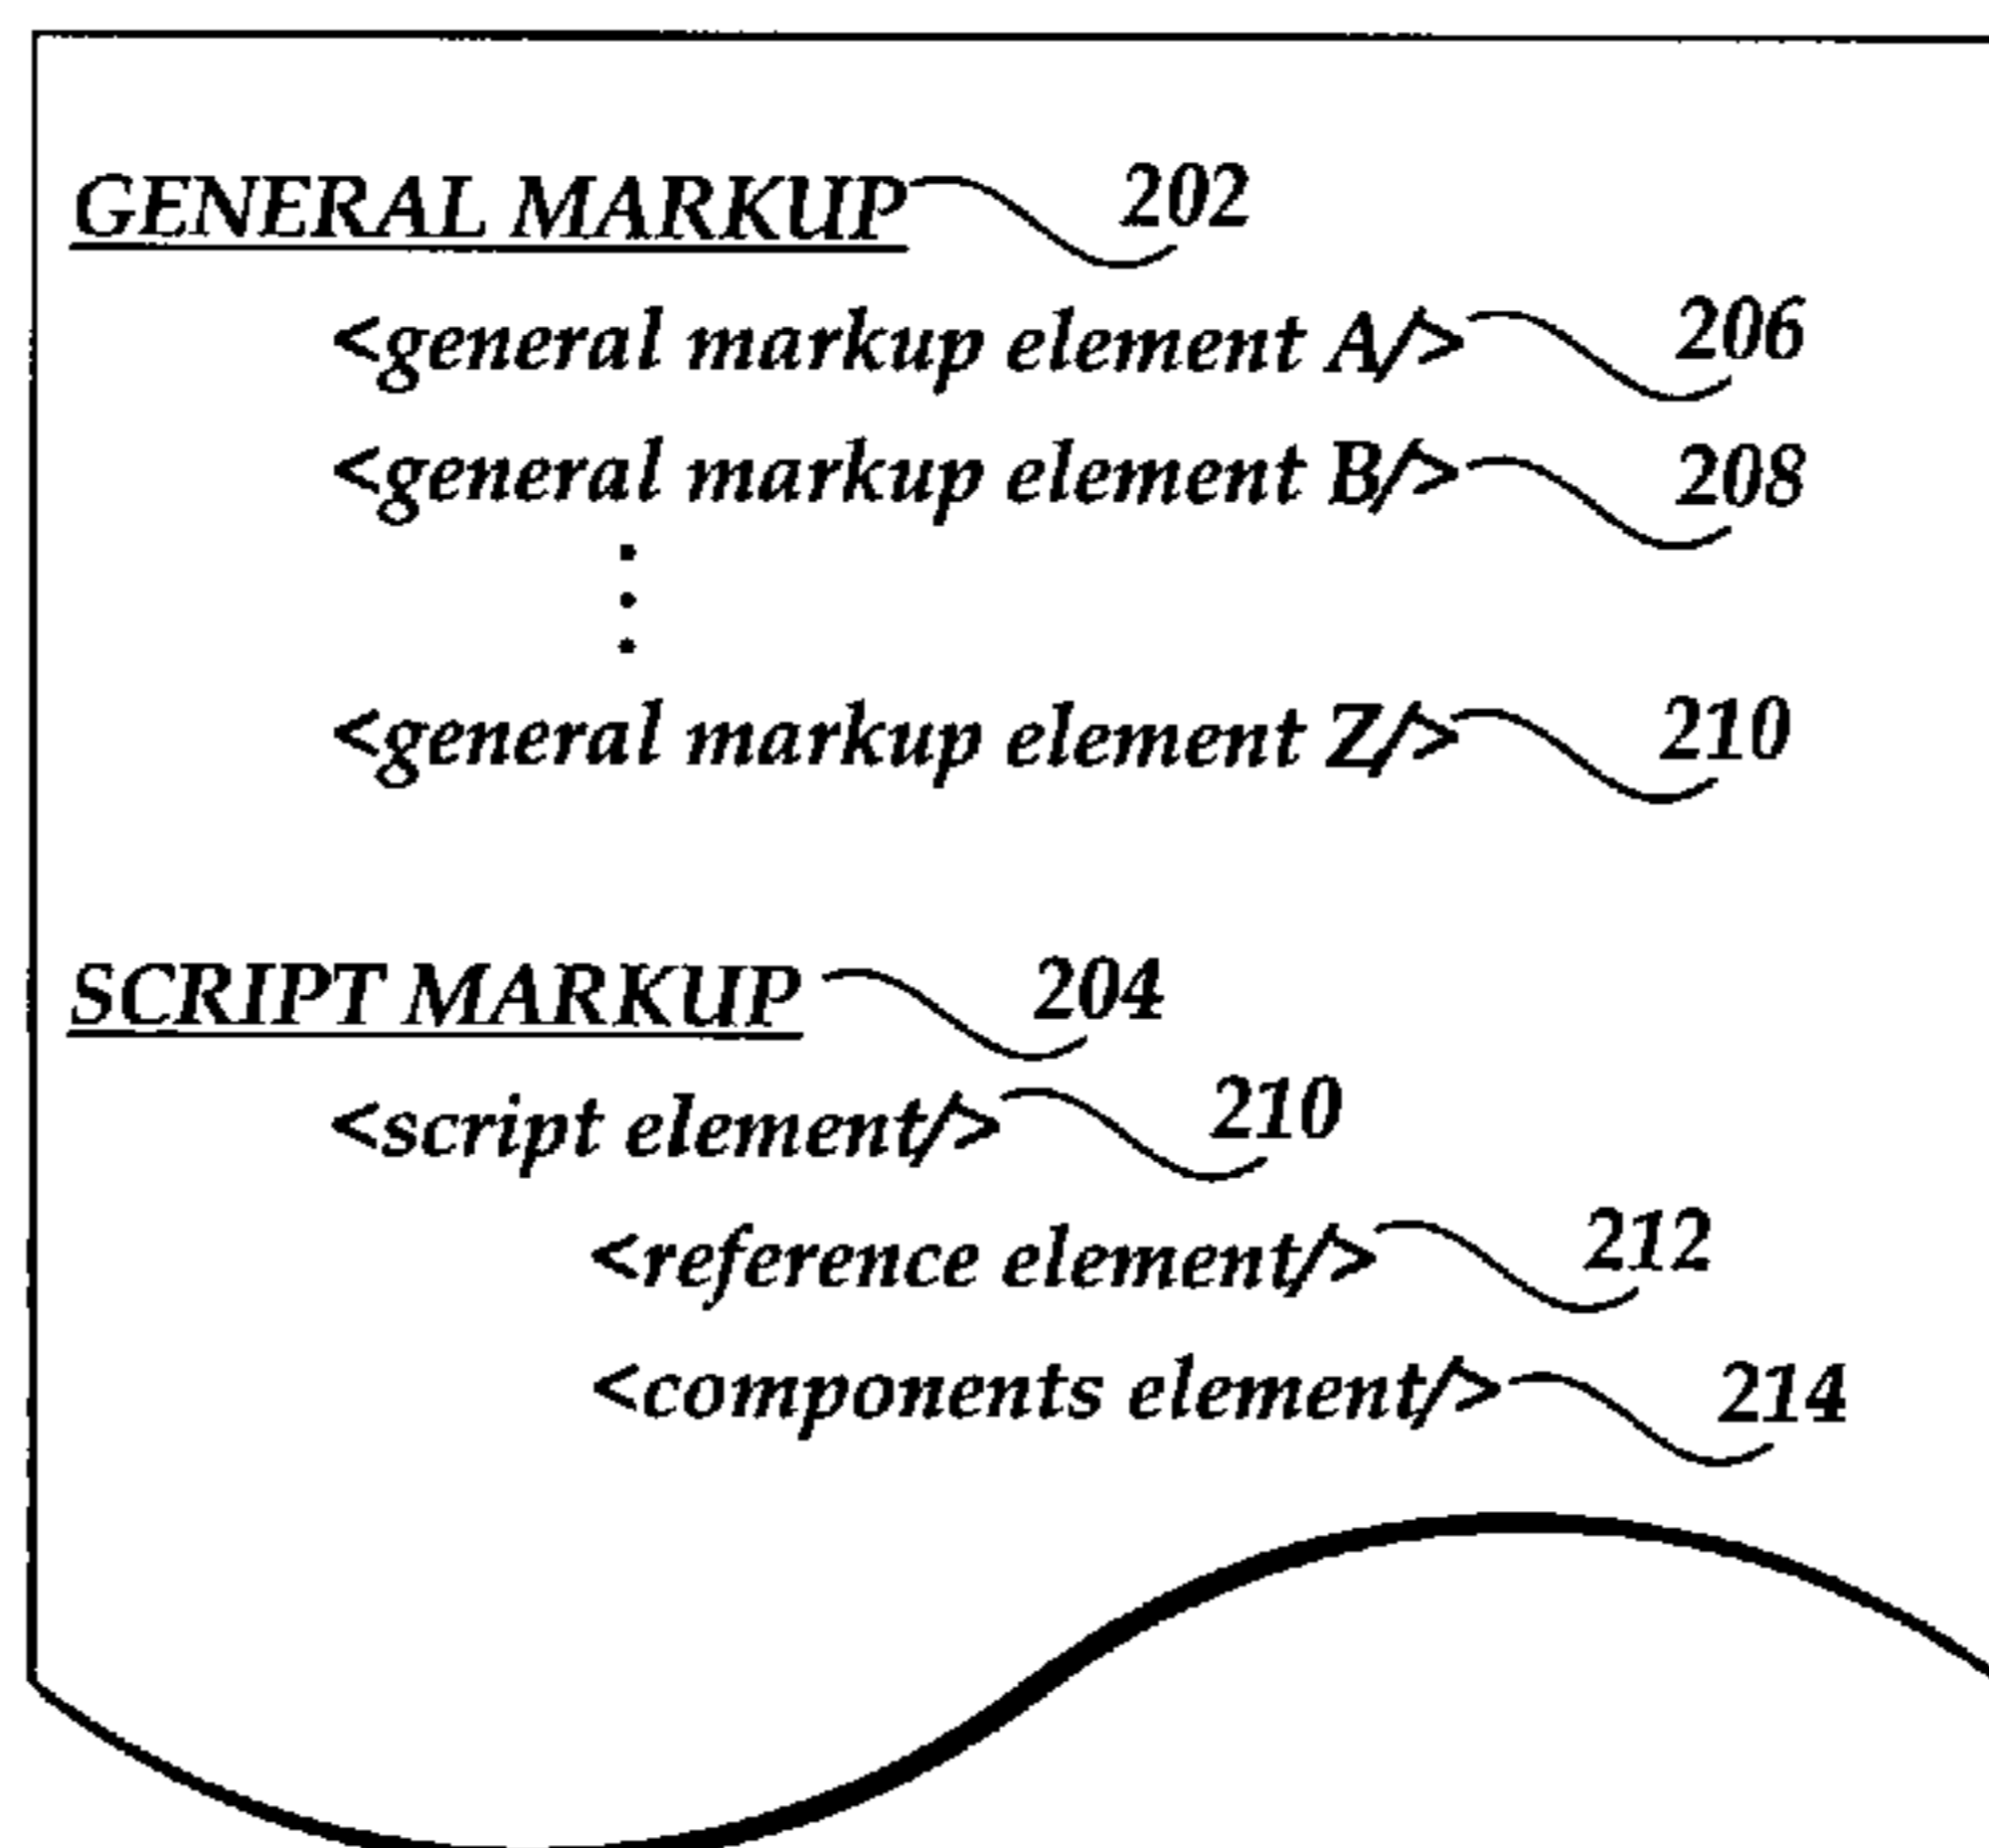 GENERAL MARKUP 202
<general markup element A/> 206
<general markup element B/> 208
<general markup element Z/> 210
SCRIPT MARKUP 204
<script element/> 210
<reference element/> 212
<components element/> 214